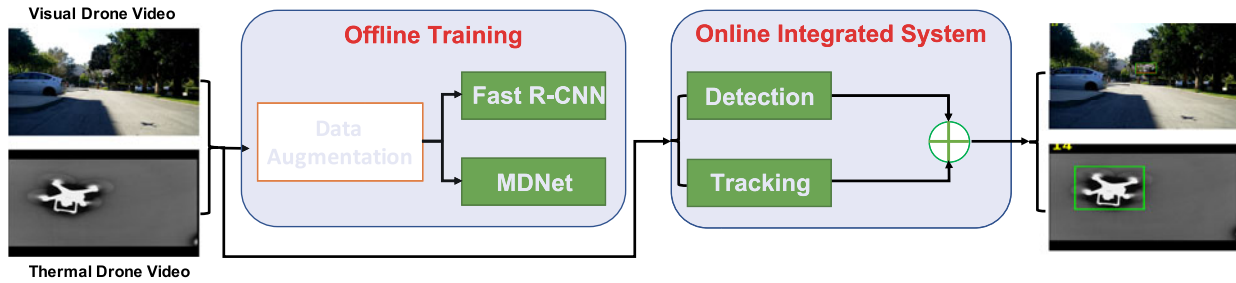 Visual Drone Video
Offline Training
Online Integrated System
Fast R-CNN
Detection
Data
Augmentation
MDNet
Tracking
14
Thermal Drone Video